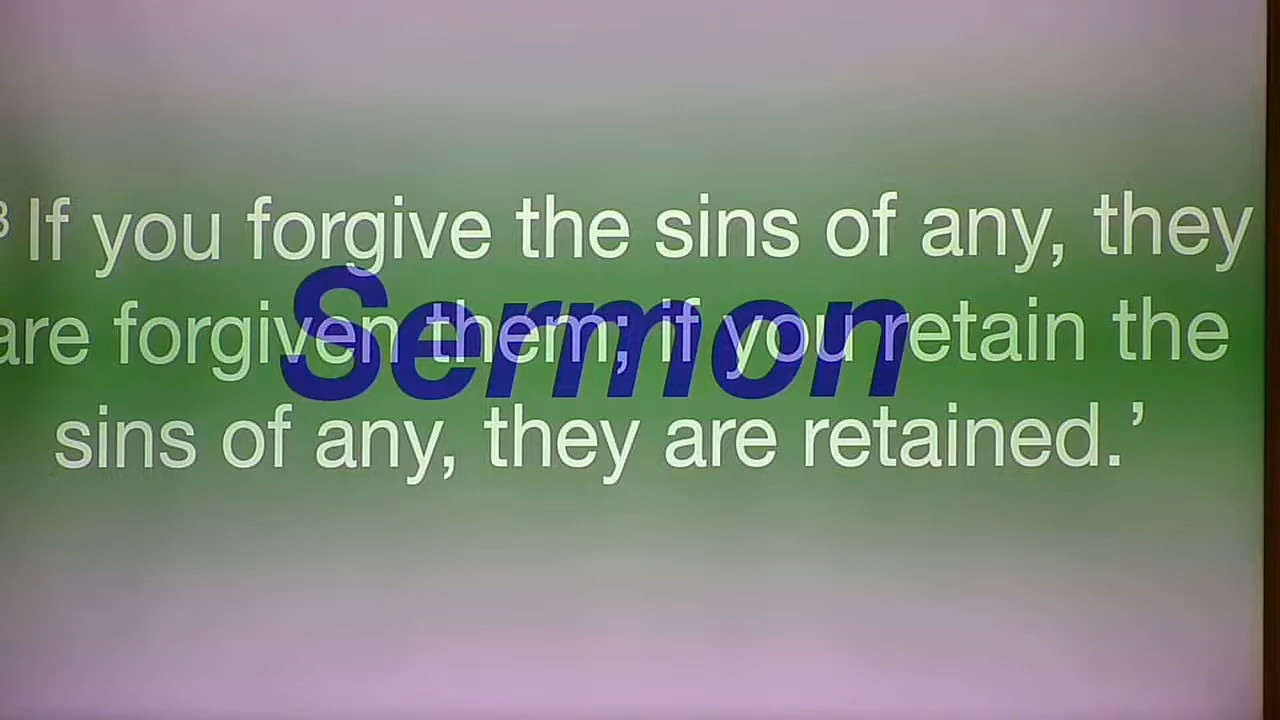 3 If you forgive the sins of any, they
Sermon
are forgiven them; if you retain the
sins of any, they are retained.’